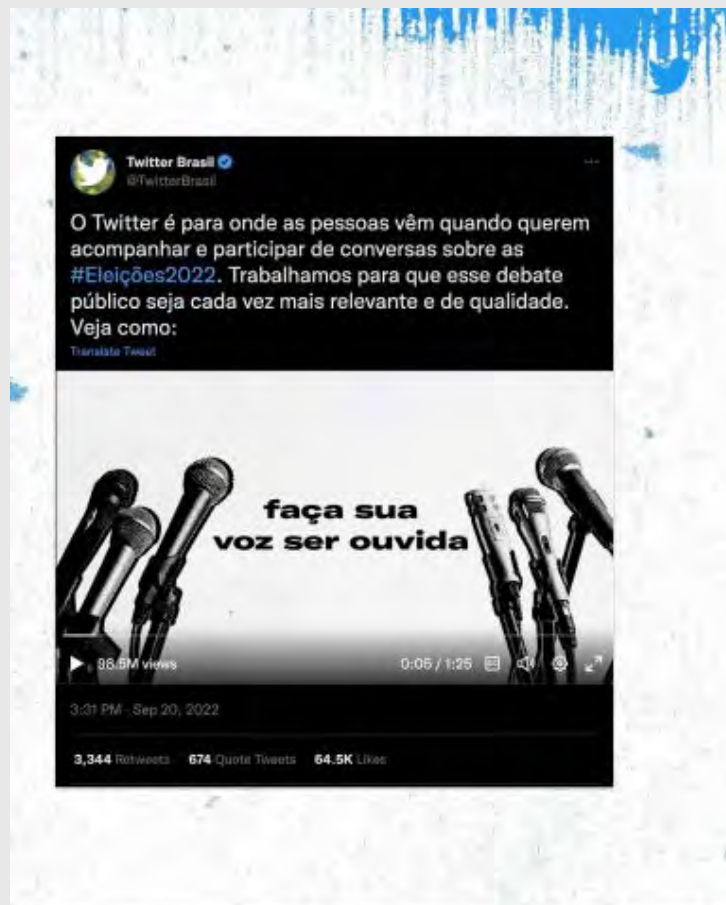 Twitter Brasil
@TwitterBrasil
O Twitter é para onde as pessoas vêm quando querem
acompanhar e participar de conversas sobre as
#Eleições2022. Trabalhamos para que esse debate
público seja cada vez mais relevante e de qualidade.
Veja como:
Translate Tweet
faça sua
voz ser ouvida
98.5M views
0:05 / 1:25
3:31 PM · Sep 20, 2022
3,344 Retweets 674 Quote Tweets 64.5K Likes